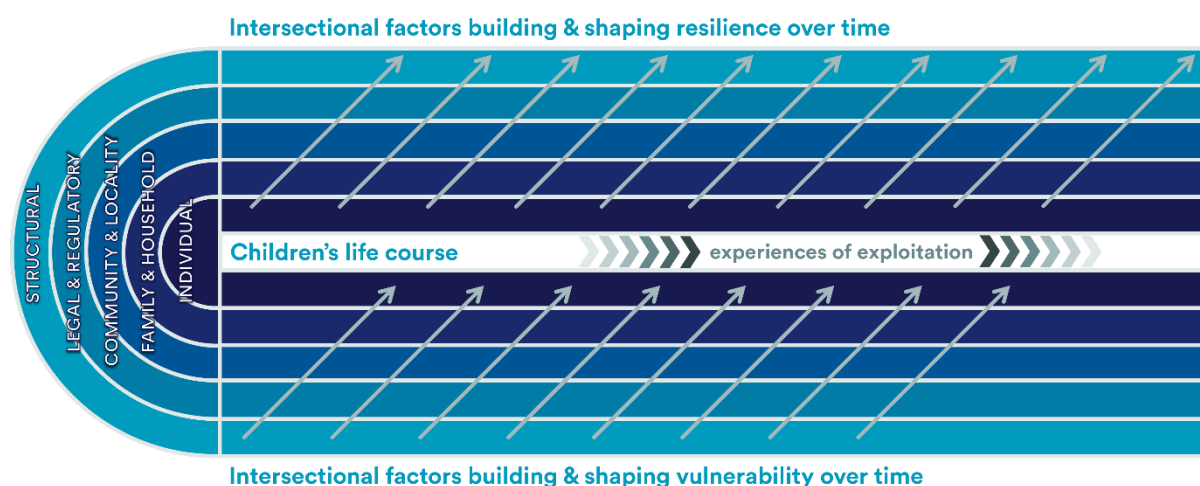 Intersectional factors building & shaping resilience over time
STRUCTURAL
LEGAL & REGULATORY
COMMUNITY & LOCALITY
FAMILY & HOUSEHOLD
INDIVIDUAL
Children’s life course
experiences of exploitation
Intersectional factors building & shaping vulnerability over time